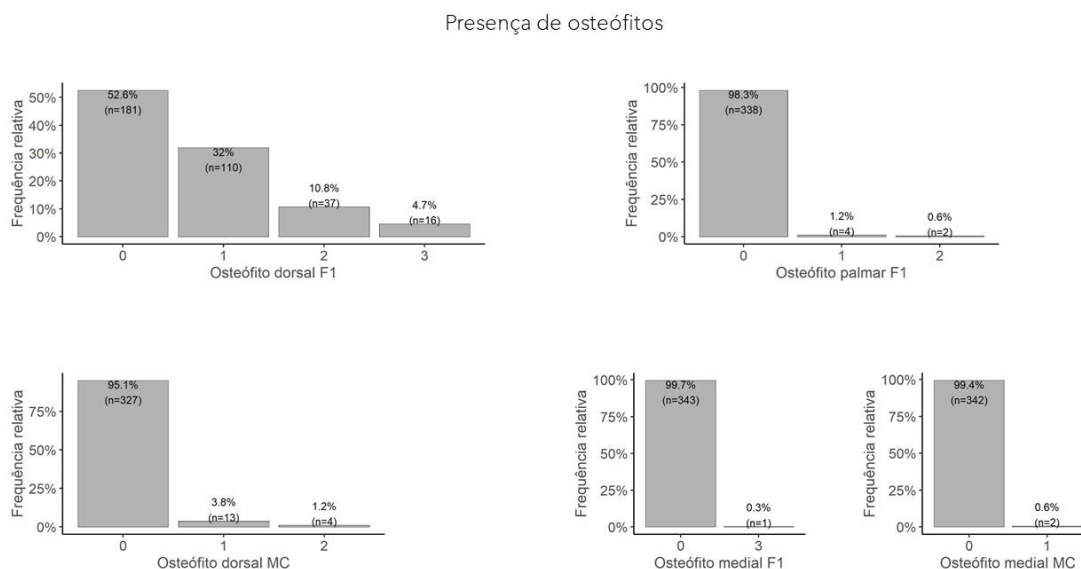 Presença de osteófitos
Frequência relativa
50%
40%
30%
20%
10%
0%
52.6%
(n=181)
32%
(n=110)
10.8%
(n=37)
4.7%
(n=16)
0 1 2 3
Osteófito dorsal F1
Frequência relativa
100%
75%
50%
25%
0%
98.3%
(n=338)
1.2%
(n=4)
0.6%
(n=2)
0 1 2
Osteófito palmar F1
Frequência relativa
75%
50%
25%
0%
95.1%
(n=327)
3.8%
(n=13)
1.2%
(n=4)
0 1 2
Osteófito dorsal MC
Frequência relativa
100%
75%
50%
25%
0%
99.7%
(n=343)
0.3%
(n=1)
0 3
Osteófito medial F1
Frequência relativa
100%
75%
50%
25%
0%
99.4%
(n=342)
0.6%
(n=2)
0 1
Osteófito medial MC